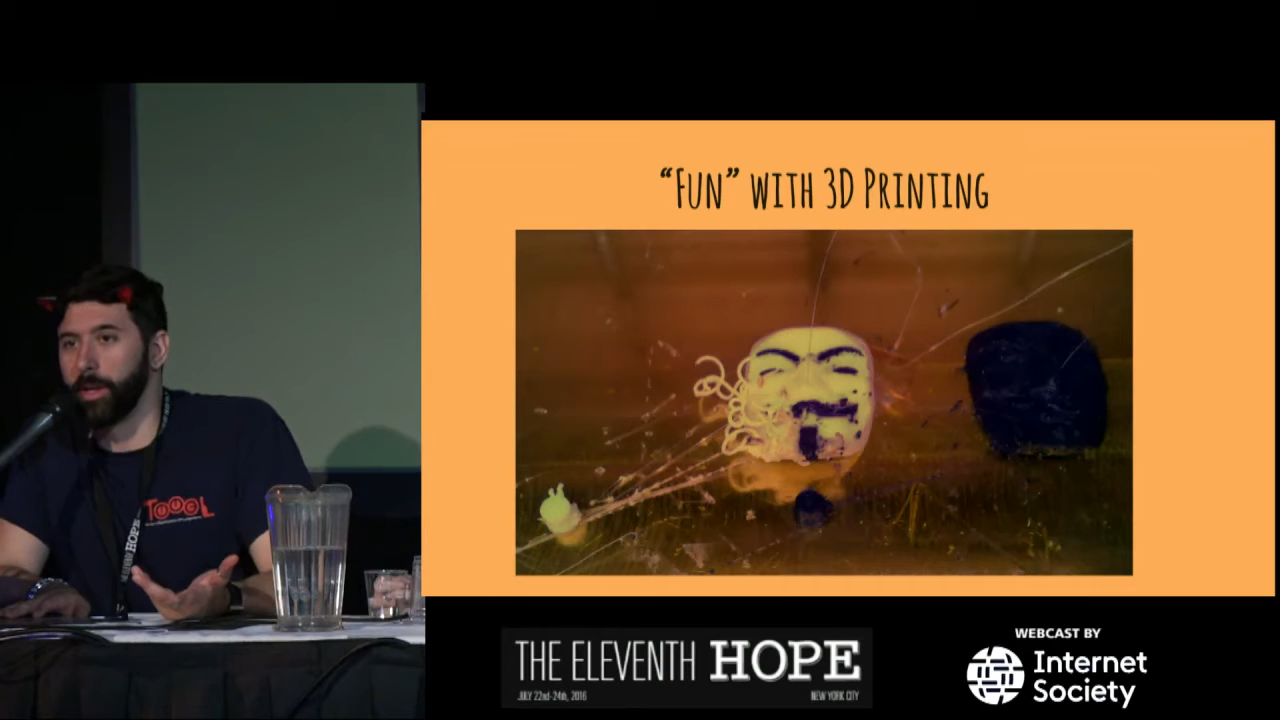 “Fun” with 3D Printing
TOOOL
HOPE
THE ELEVENTH HOPE
JULY 22nd-24th, 2016
NEW YORK CITY
WEBCAST BY
Internet
Society